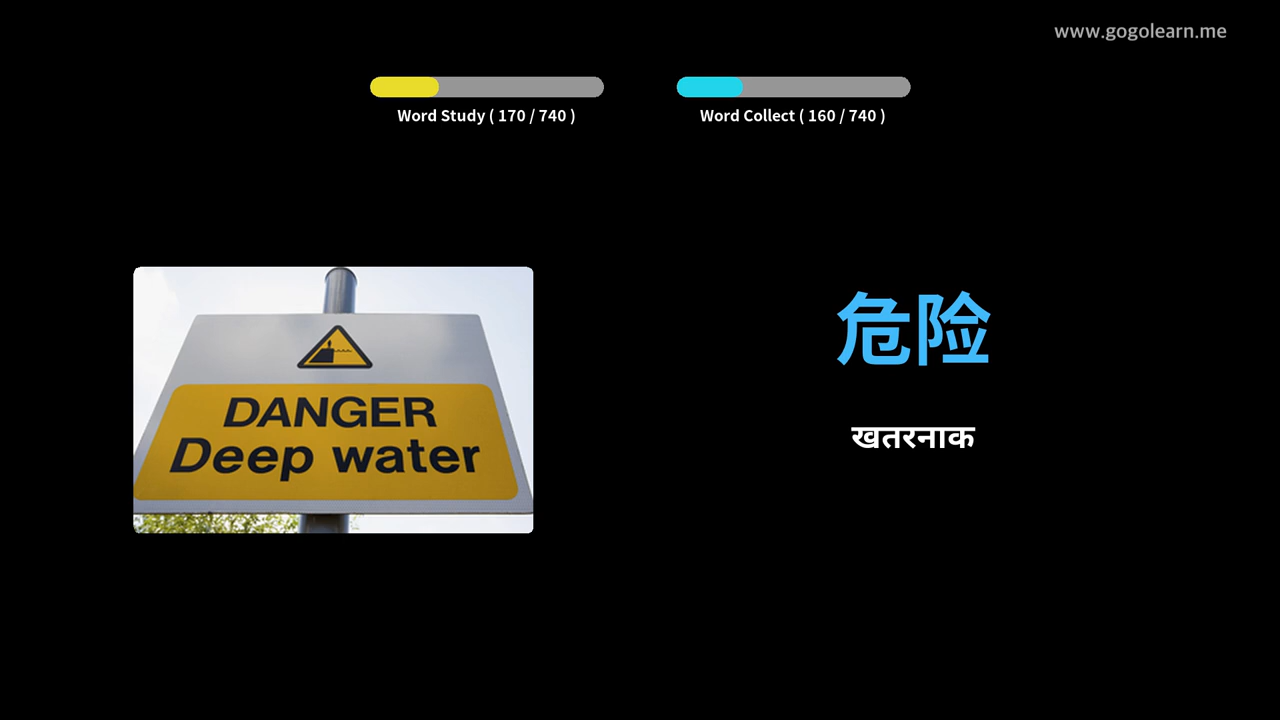 www.gogolearn.me
Word Study ( 170 / 740 )
Word Collect ( 160 / 740 )
DANGER
Deep water
危险
खतरनाक